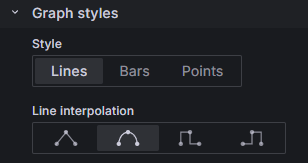 Graph styles
Style
Lines Bars Points
Line interpolation